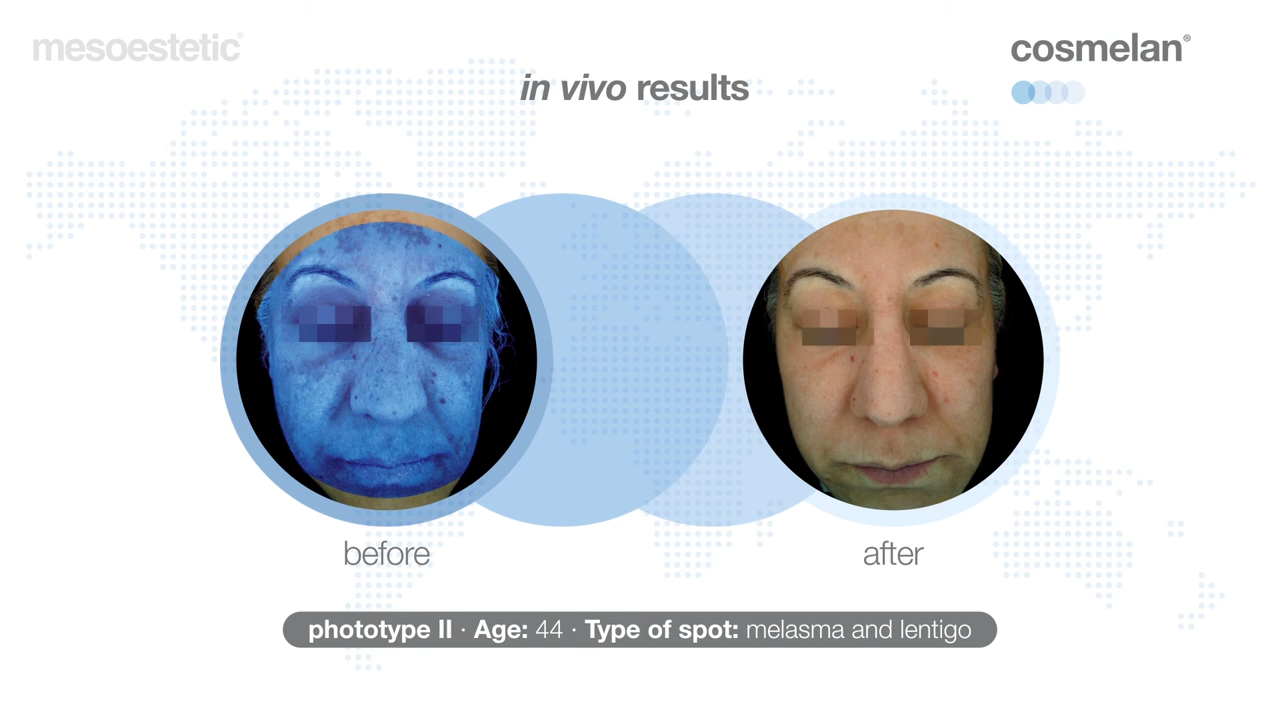 mesoestetic®
cosmelan®
in vivo results
before
after
phototype II · Age: 44 · Type of spot: melasma and lentigo